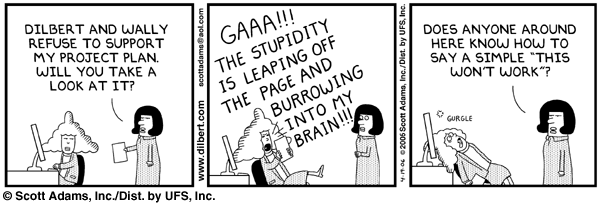 DILBERT AND WALLY
REFUSE TO SUPPORT
MY PROJECT PLAN.
WILL YOU TAKE A
LOOK AT IT?
www.dilbert.com
scottadams@aol.com
GAAA!!!
THE STUPIDITY
IS LEAPING OFF
THE PAGE AND
BURROWING
INTO MY
BRAIN!!!
4-19-06 © 2006 Scott Adams, Inc./Dist. by UFS, Inc.
GURGLE
DOES ANYONE AROUND
HERE KNOW HOW TO
SAY A SIMPLE "THIS
WON'T WORK"?
© Scott Adams, Inc./Dist. by UFS, Inc.